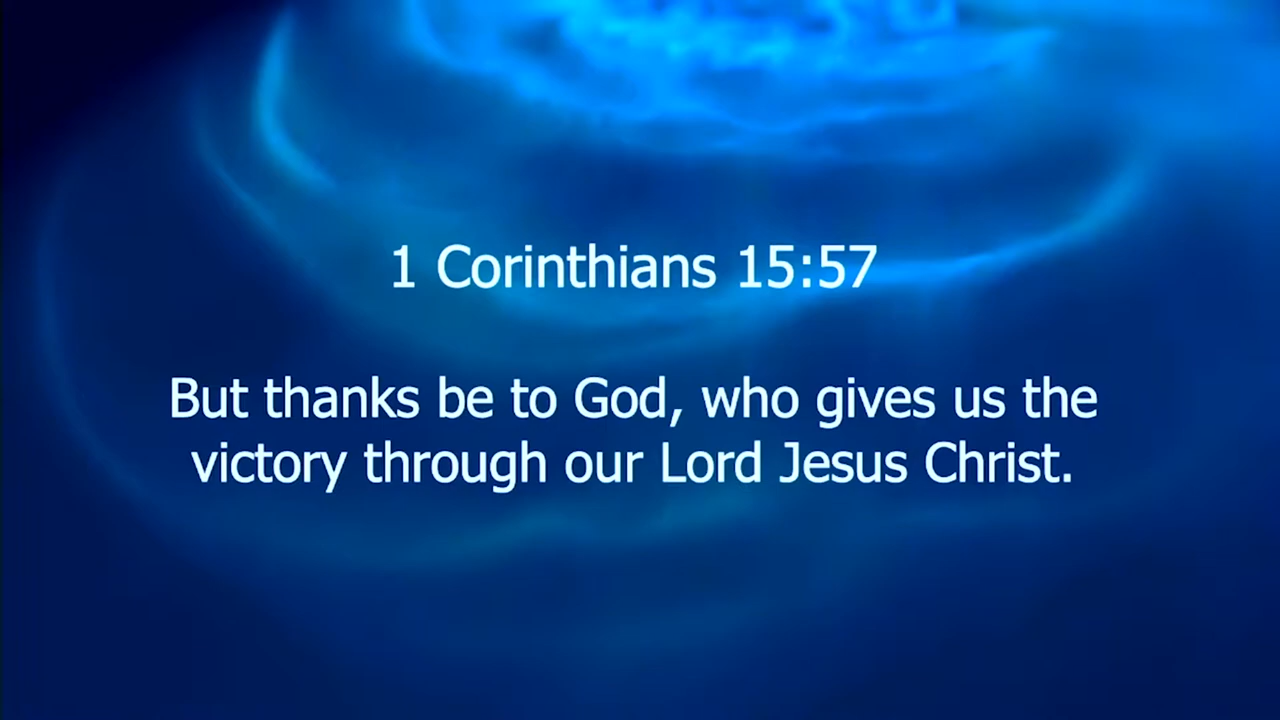 1 Corinthians 15:57
But thanks be to God, who gives us the
victory through our Lord Jesus Christ.